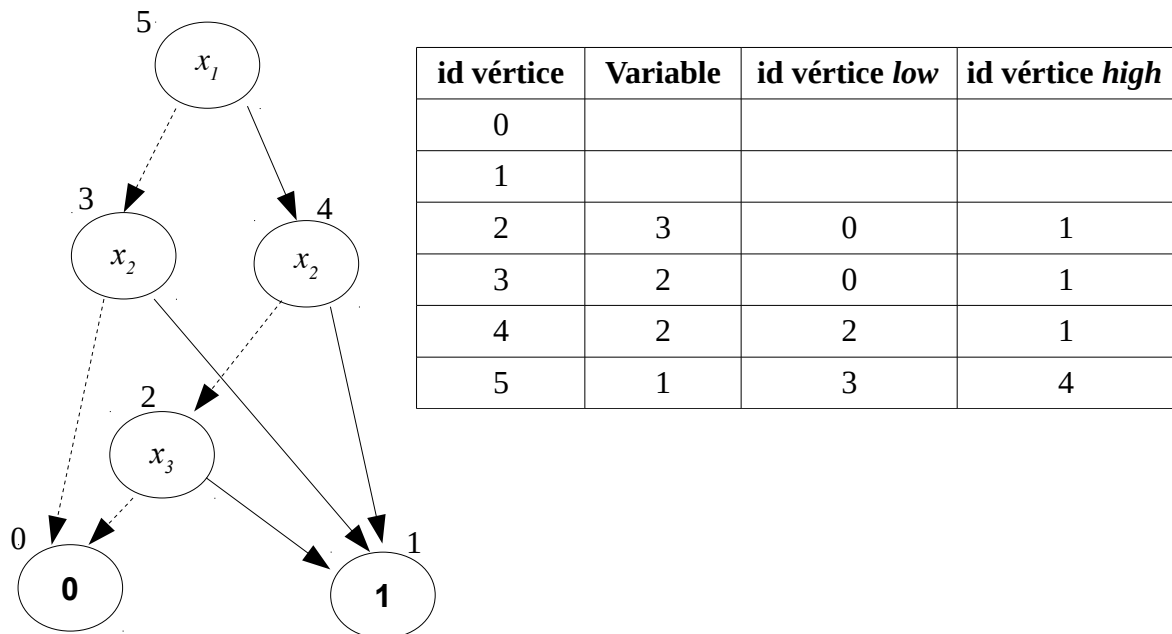 5
x₁
3
x₂
4
x₂
2
x₃
0
0
1
1
id vértice Variable id vértice low id vértice high
0
1
2 3 0 1
3 2 0 1
4 2 2 1
5 1 3 4